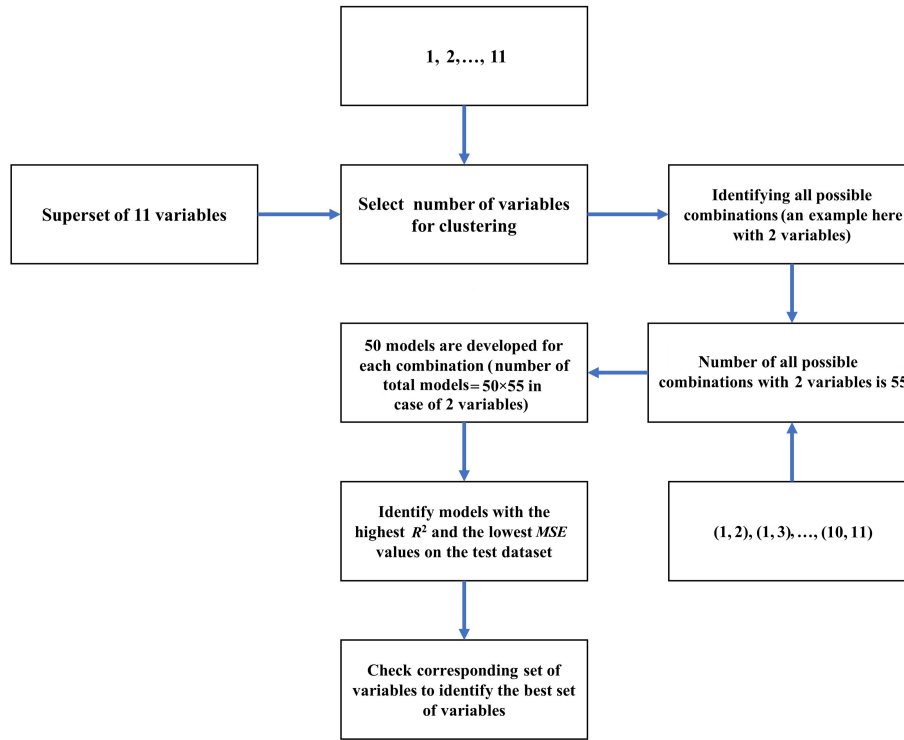 1, 2,…, 11
Superset of 11 variables
Select number of variables
for clustering
Identifying all possible
combinations (an example here
with 2 variables)
50 models are developed for
each combination (number of
total models=50×55 in
case of 2 variables)
Number of all possible
combinations with 2 variables is 55
Identify models with the
highest R² and the lowest MSE
values on the test dataset
(1, 2), (1, 3), …, (10, 11)
Check corresponding set of
variables to identify the best set
of variables